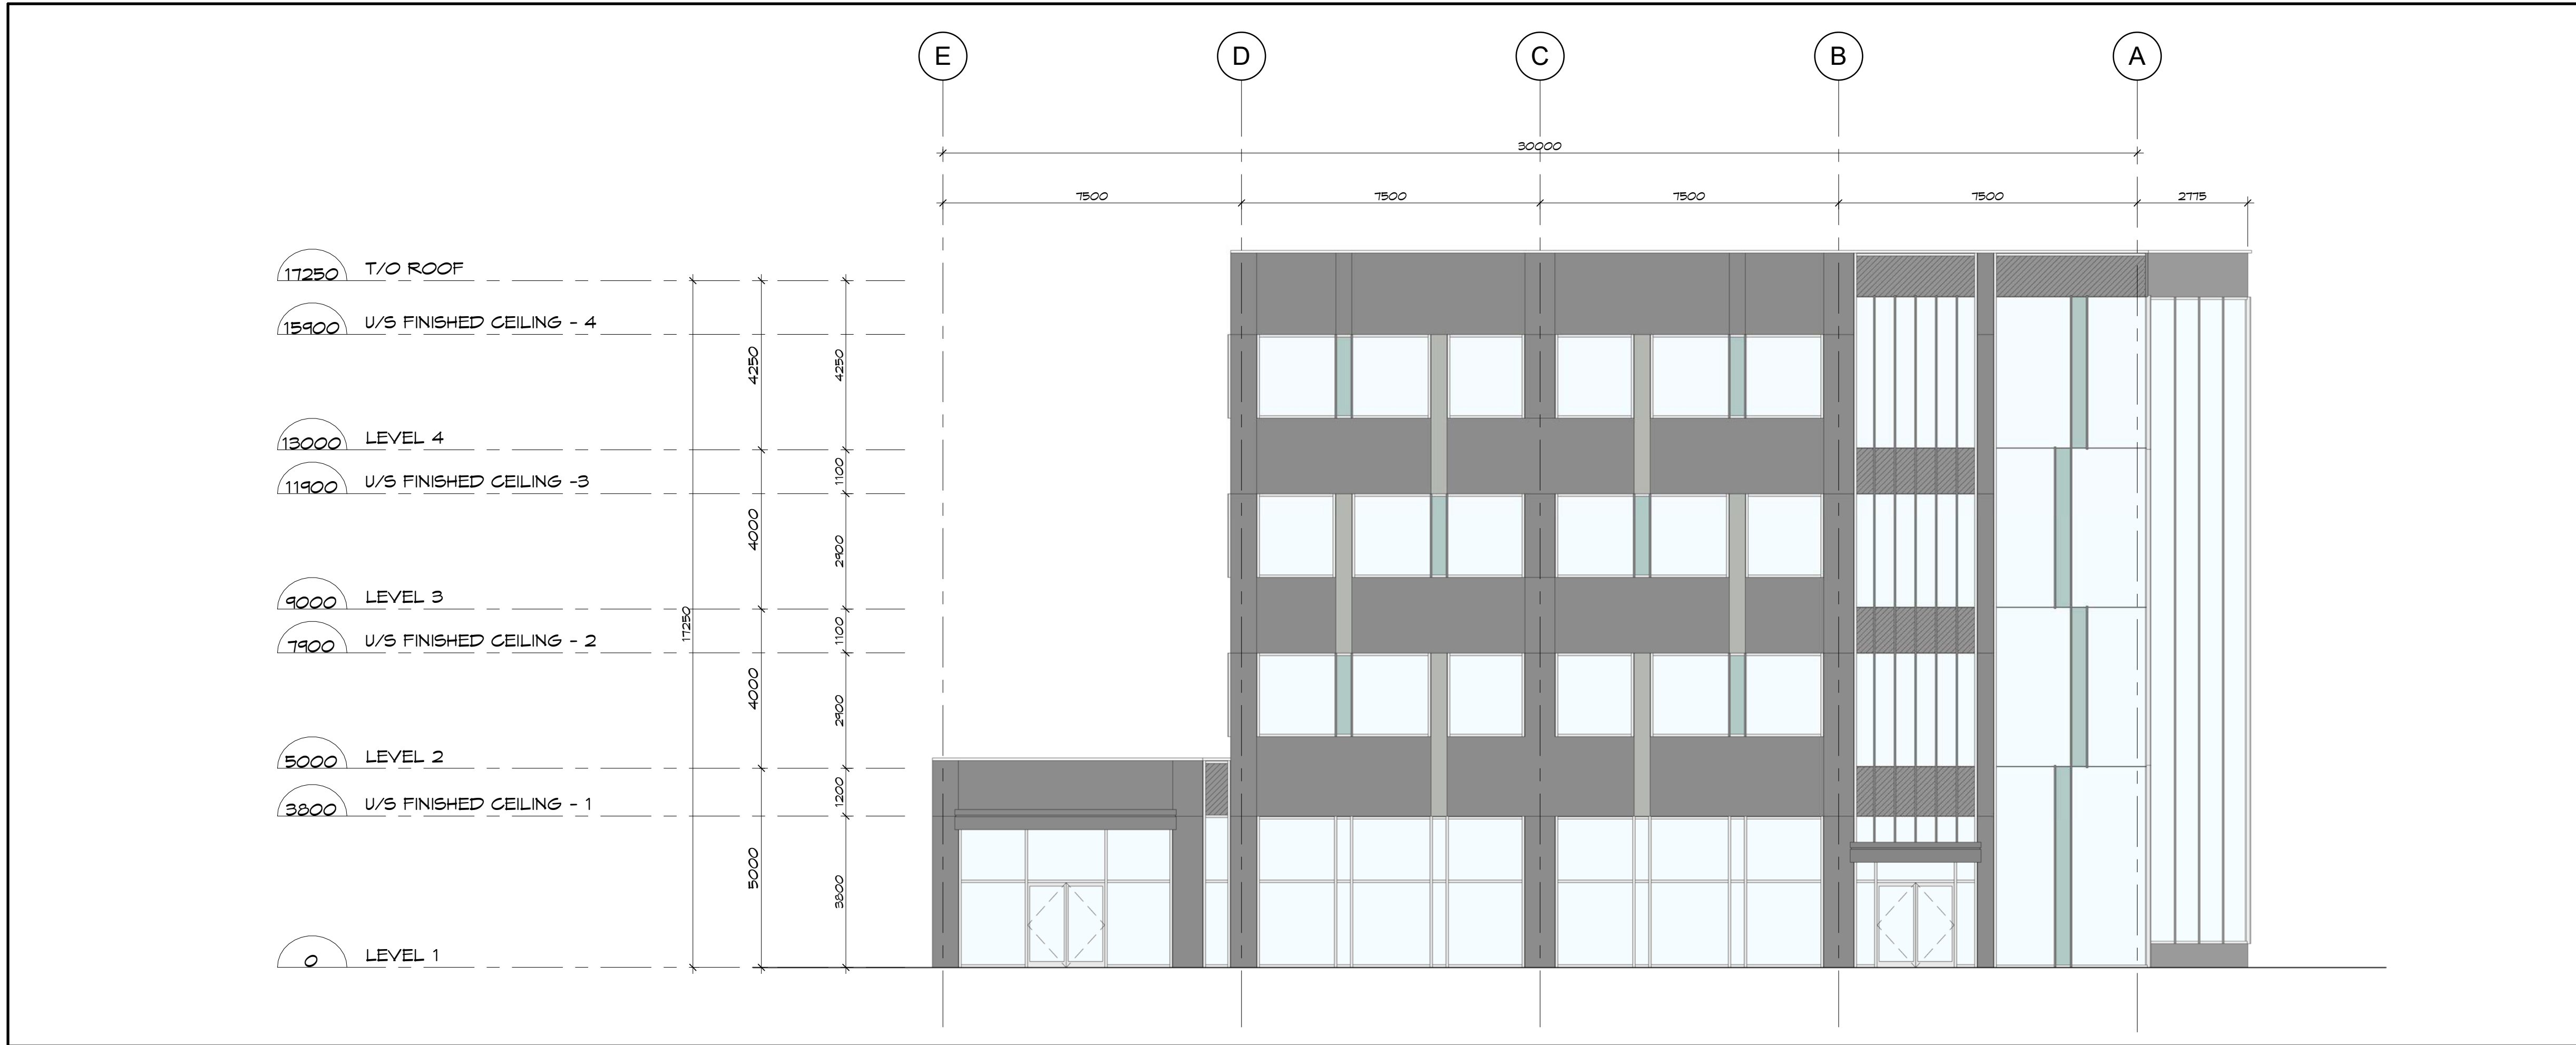 E D C B A
30000
7500 7500 7500 7500 2775
17250 T/O ROOF
15900 U/S FINISHED CEILING - 4
4250 4250
13000 LEVEL 4
1100
11900 U/S FINISHED CEILING -3
4000
2900
9000 LEVEL 3
17250
1100
7900 U/S FINISHED CEILING - 2
4000
2900
5000 LEVEL 2
1200
3800 U/S FINISHED CEILING - 1
5000
3800
0 LEVEL 1